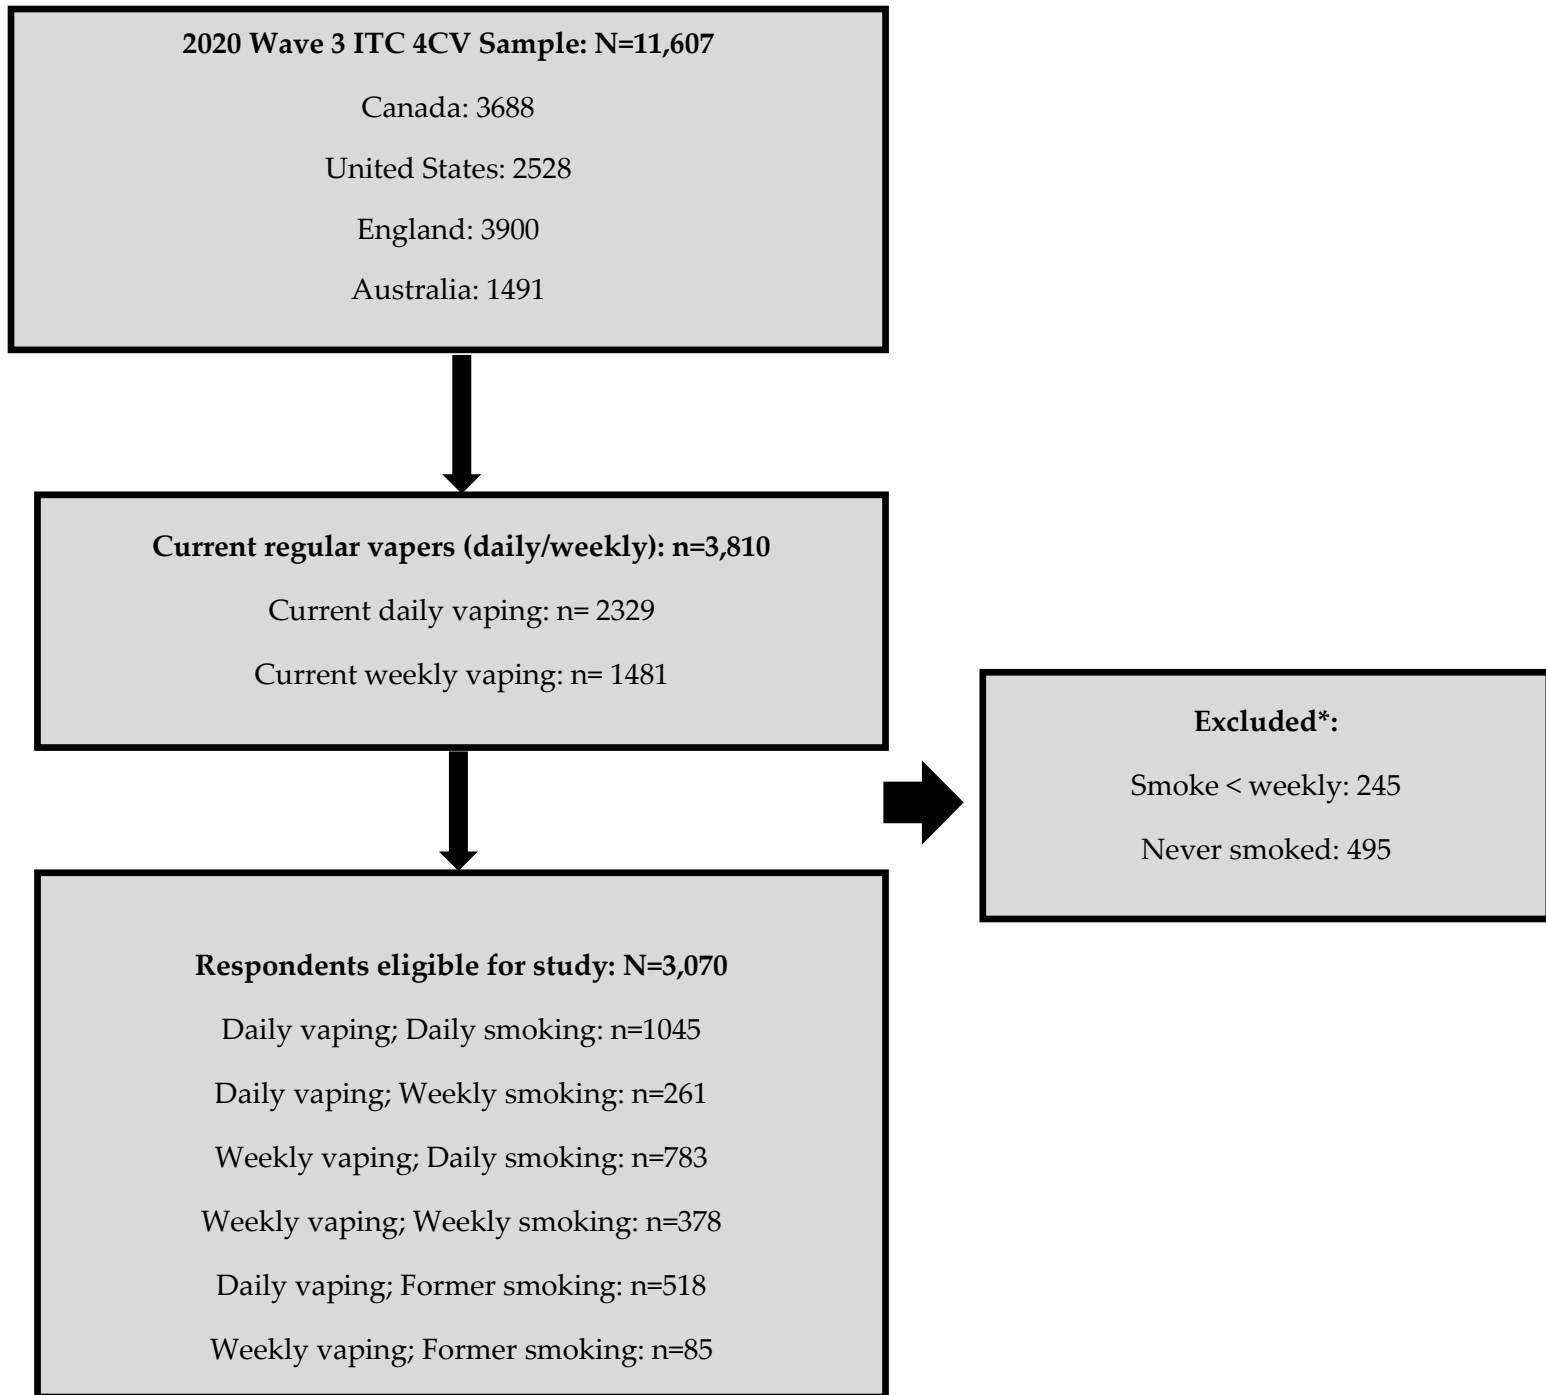 2020 Wave 3 ITC 4CV Sample: N=11,607
Canada: 3688
United States: 2528
England: 3900
Australia: 1491
Current regular vapers (daily/weekly): n=3,810
Current daily vaping: n= 2329
Current weekly vaping: n= 1481
Excluded*:
Smoke < weekly: 245
Never smoked: 495
Respondents eligible for study: N=3,070
Daily vaping; Daily smoking: n=1045
Daily vaping; Weekly smoking: n=261
Weekly vaping; Daily smoking: n=783
Weekly vaping; Weekly smoking: n=378
Daily vaping; Former smoking: n=518
Weekly vaping; Former smoking: n=85